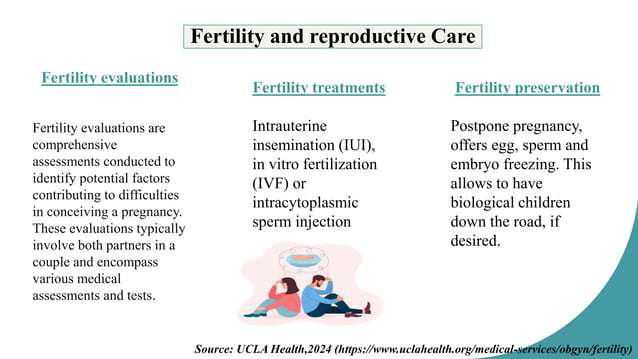 Fertility and reproductive Care
Fertility evaluations
Fertility evaluations are
comprehensive
assessments conducted to
identify potential factors
contributing to difficulties
in conceiving a pregnancy.
These evaluations typically
involve both partners in a
couple and encompass
various medical
assessments and tests.
Fertility treatments
Intrauterine
insemination (IUI),
in vitro fertilization
(IVF) or
intracytoplasmic
sperm injection
Fertility preservation
Postpone pregnancy,
offers egg, sperm and
embryo freezing. This
allows to have
biological children
down the road, if
desired.
Source: UCLA Health,2024 (https://www.uclahealth.org/medical-services/obgyn/fertility)